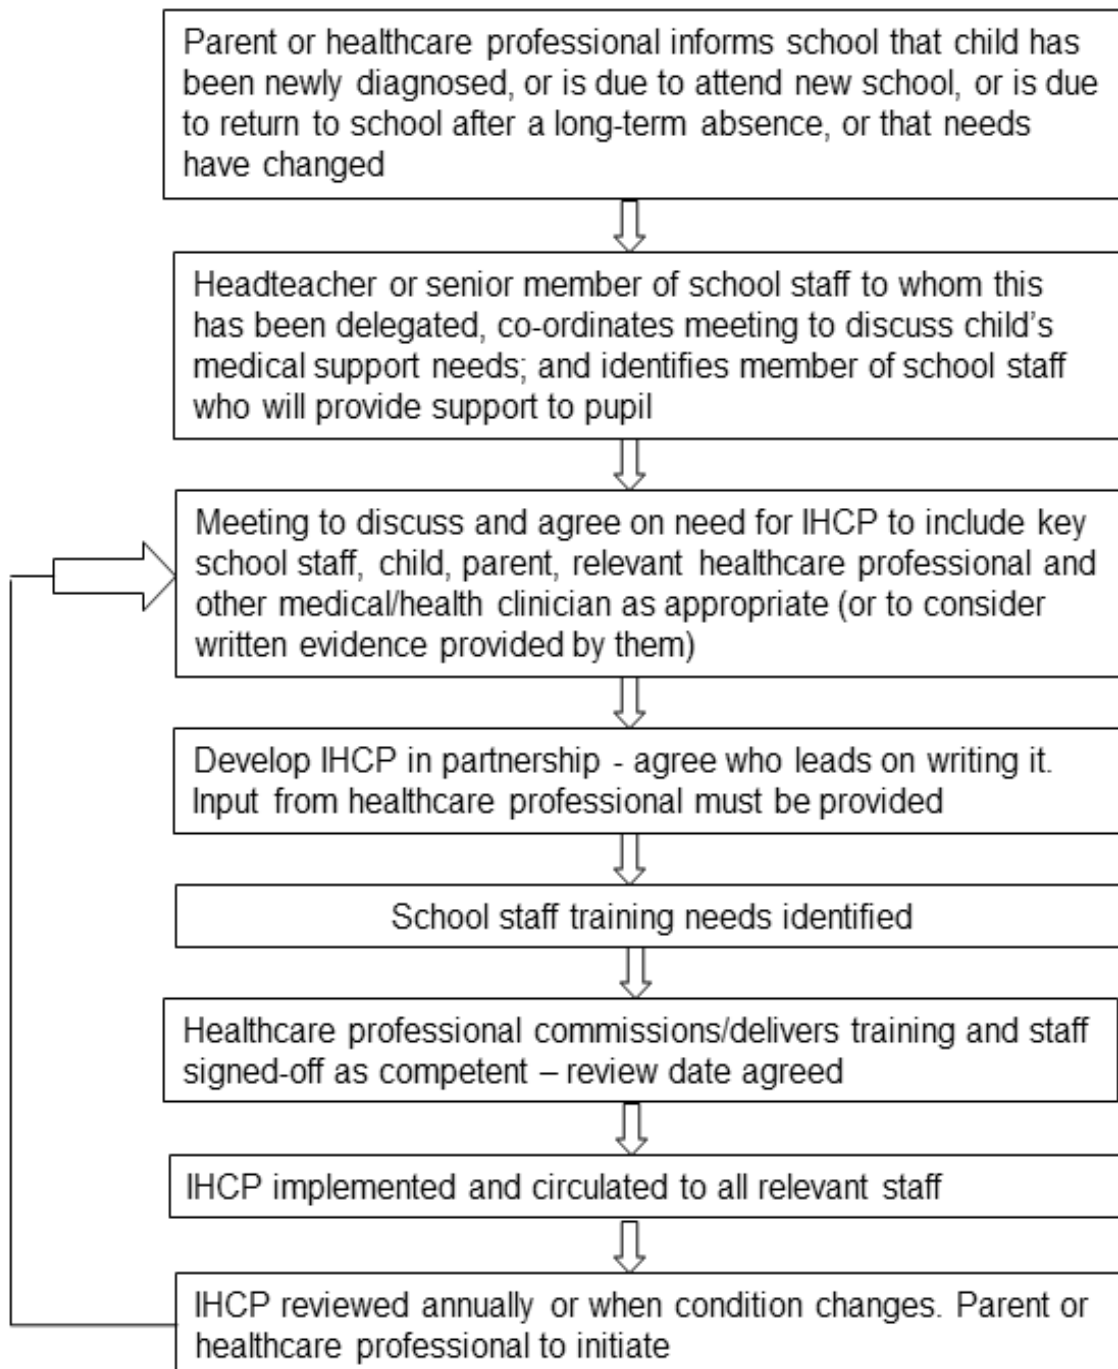 Parent or healthcare professional informs school that child has
been newly diagnosed, or is due to attend new school, or is due
to return to school after a long-term absence, or that needs
have changed
Headteacher or senior member of school staff to whom this
has been delegated, co-ordinates meeting to discuss child's
medical support needs; and identifies member of school staff
who will provide support to pupil
Meeting to discuss and agree on need for IHCP to include key
school staff, child, parent, relevant healthcare professional and
other medical/health clinician as appropriate (or to consider
written evidence provided by them)
Develop IHCP in partnership - agree who leads on writing it.
Input from healthcare professional must be provided
School staff training needs identified
Healthcare professional commissions/delivers training and staff
signed-off as competent – review date agreed
IHCP implemented and circulated to all relevant staff
IHCP reviewed annually or when condition changes. Parent or
healthcare professional to initiate